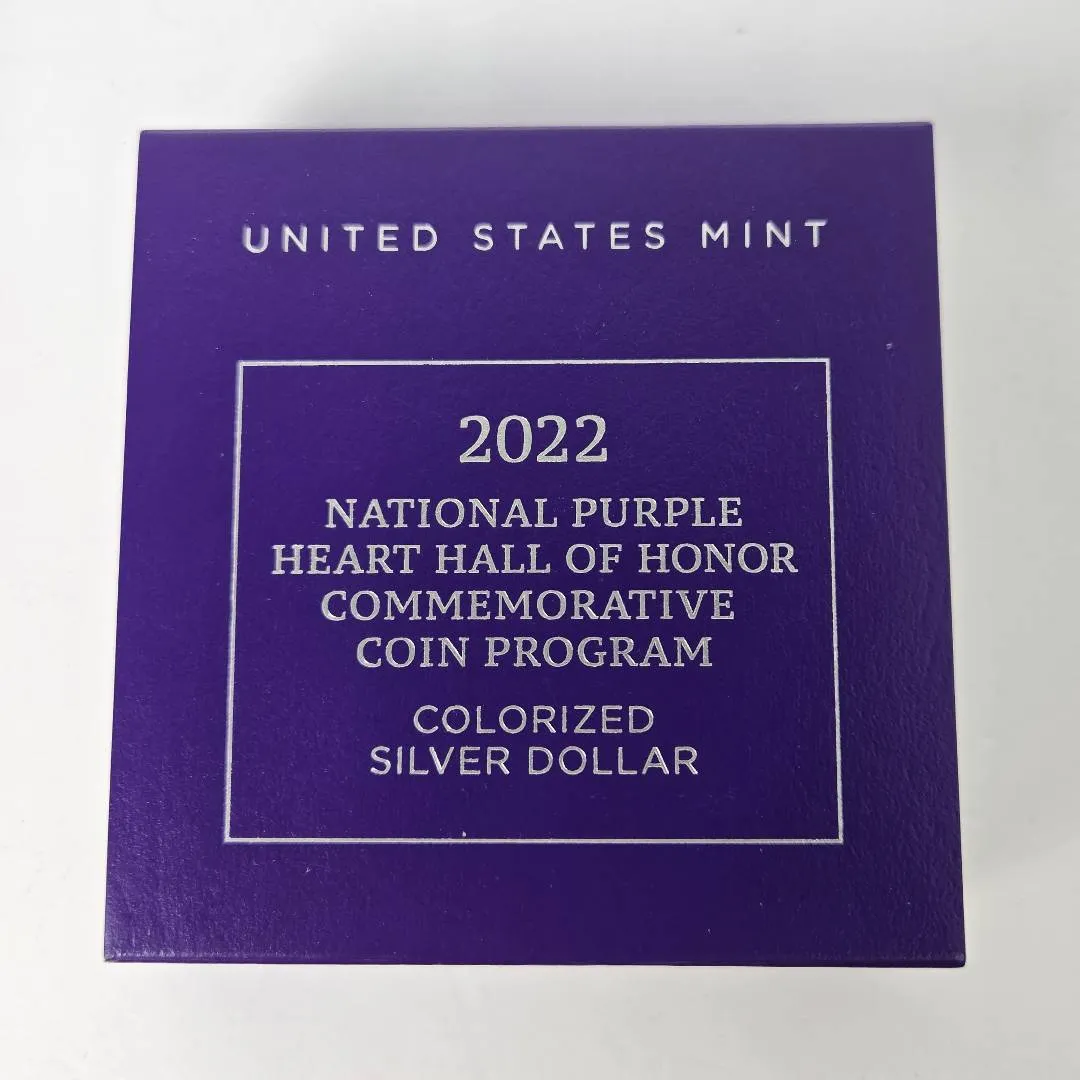 UNITED STATES MINT
2022
NATIONAL PURPLE
HEART HALL OF HONOR
COMMEMORATIVE
COIN PROGRAM
COLORIZED
SILVER DOLLAR